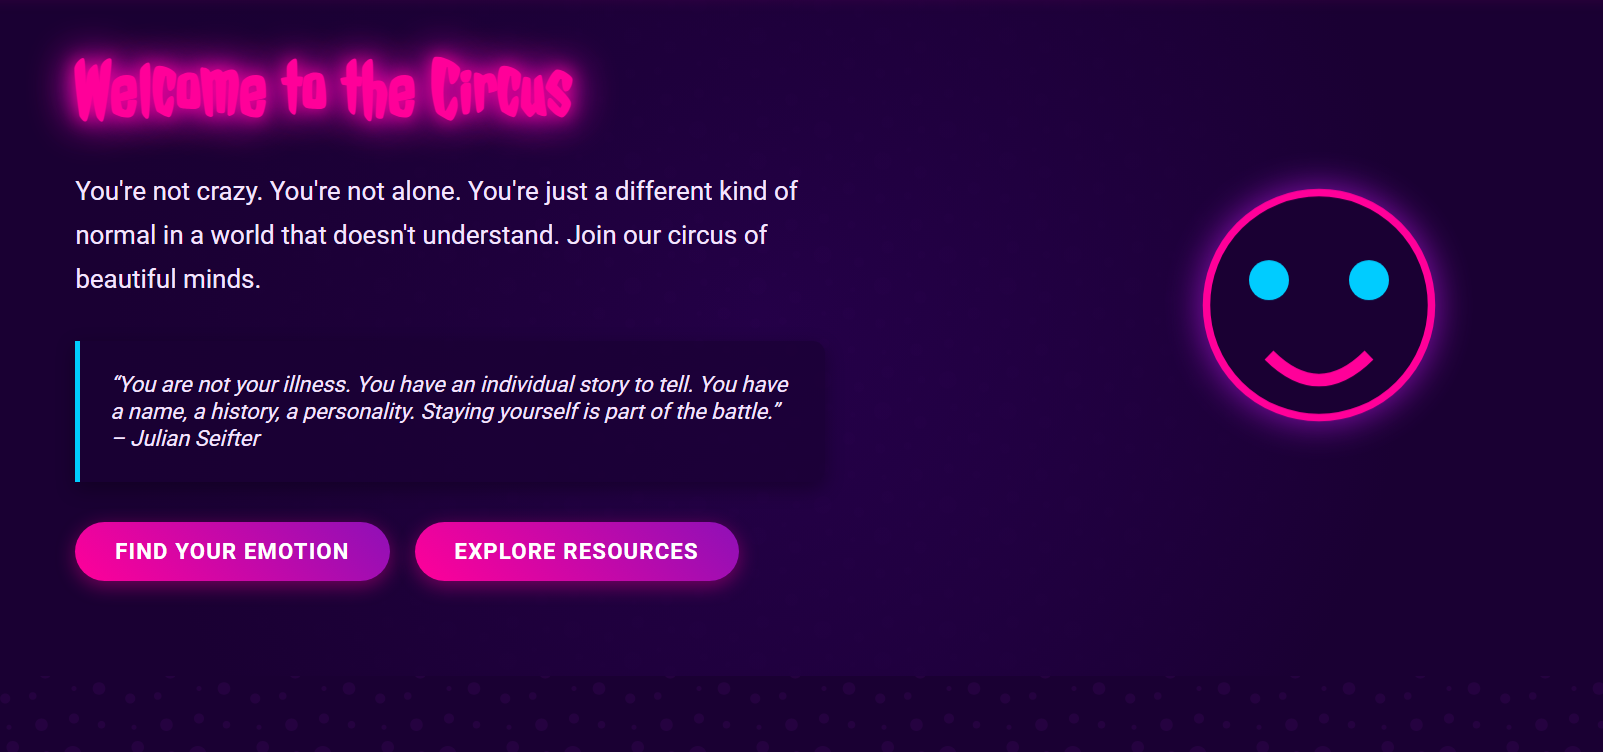 Welcome to the Circus
You're not crazy. You're not alone. You're just a different kind of
normal in a world that doesn't understand. Join our circus of
beautiful minds.
“You are not your illness. You have an individual story to tell. You have
a name, a history, a personality. Staying yourself is part of the battle.”
– Julian Seifter
FIND YOUR EMOTION
EXPLORE RESOURCES